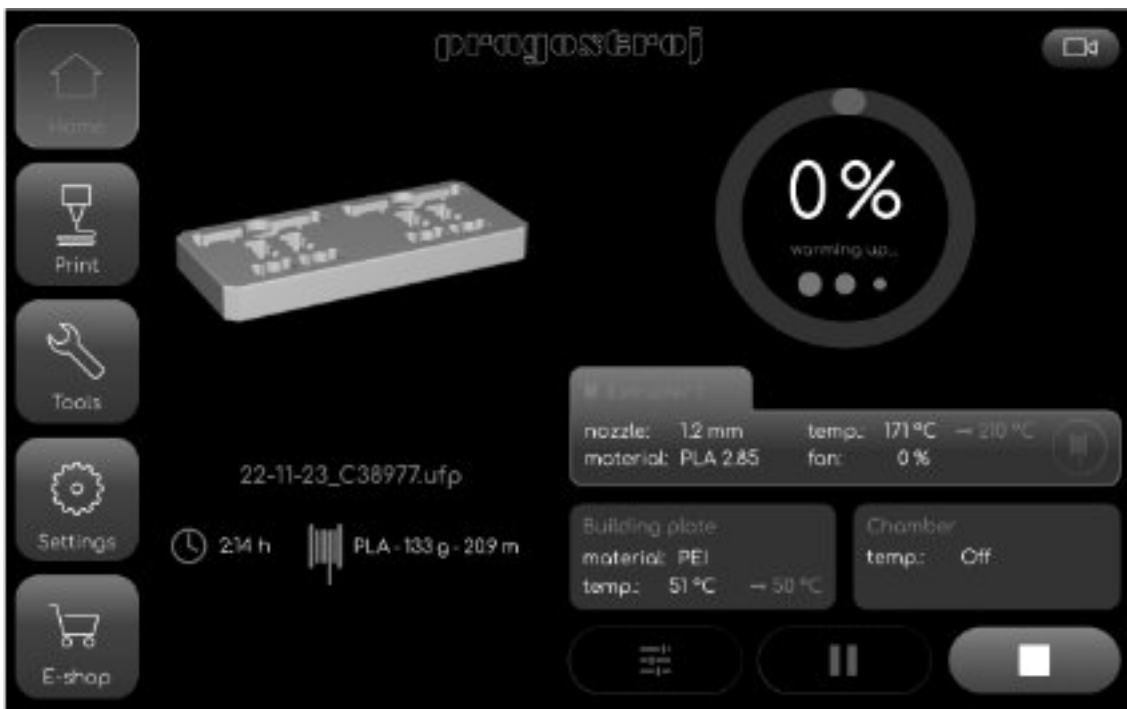 pragostroj
Home
Print
Tools
Settings
E-shop
22-11-23_C38977.ufp
2:14 h
PLA - 133 g - 20.9 m
0 %
warming up...
nozzle: 1.2 mm temp.: 171 °C → 210 °C
material: PLA 2.85 fan: 0 %
Building plate
material: PEI
temp.: 51 °C → 50 °C
Chamber
temp.: Off